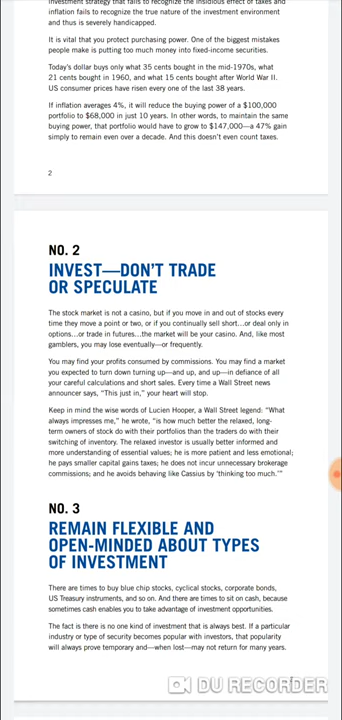 investment strategy that fails to recognize the insidious effect of taxes and
inflation fails to recognize the true nature of the investment environment
and thus is severely handicapped.
It is vital that you protect purchasing power. One of the biggest mistakes
people make is putting too much money into fixed-income securities.
Today's dollar buys only what 35 cents bought in the mid-1970s, what
21 cents bought in 1960, and what 15 cents bought after World War II.
US consumer prices have risen every one of the last 38 years.
If inflation averages 4%, it will reduce the buying power of a $100,000
portfolio to $68,000 in just 10 years. In other words, to maintain the same
buying power, that portfolio would have to grow to $147,000—a 47% gain
simply to remain even over a decade. And this doesn't even count taxes.
2
NO. 2
INVEST—DON'T TRADE
OR SPECULATE
The stock market is not a casino, but if you move in and out of stocks every
time they move a point or two, or if you continually sell short…or deal only in
options…or trade in futures…the market will be your casino. And, like most
gamblers, you may lose eventually—or frequently.
You may find your profits consumed by commissions. You may find a market
you expected to turn down turning up—and up, and up—in defiance of all
your careful calculations and short sales. Every time a Wall Street news
announcer says, "This just in," your heart will stop.
Keep in mind the wise words of Lucien Hooper, a Wall Street legend: "What
always impresses me," he wrote, "is how much better the relaxed, long-
term owners of stock do with their portfolios than the traders do with their
switching of inventory. The relaxed investor is usually better informed and
more understanding of essential values; he is more patient and less emotional;
he pays smaller capital gains taxes; he does not incur unnecessary brokerage
commissions; and he avoids behaving like Cassius by 'thinking too much.'"
NO. 3
REMAIN FLEXIBLE AND
OPEN-MINDED ABOUT TYPES
OF INVESTMENT
There are times to buy blue chip stocks, cyclical stocks, corporate bonds,
US Treasury instruments, and so on. And there are times to sit on cash, because
sometimes cash enables you to take advantage of investment opportunities.
The fact is there is no one kind of investment that is always best. If a particular
industry or type of security becomes popular with investors, that popularity
will always prove temporary and—when lost—may not return for many years.
DU RECORDER